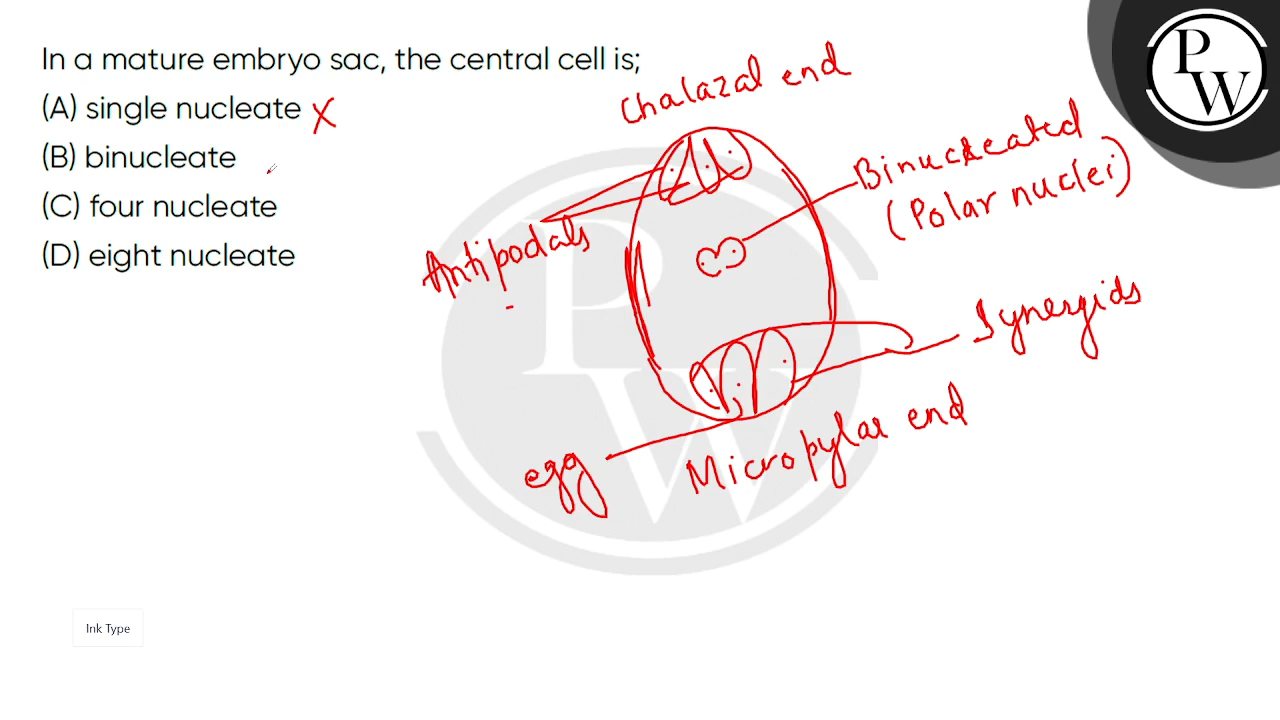 In a mature embryo sac, the central cell is;
(A) single nucleate X
(B) binucleate
(C) four nucleate
(D) eight nucleate
Chalazal end
Binucleated
(Polar nuclei)
Antipodals
Synergids
egg
Micropylar end
Ink Type
P
W
P
W